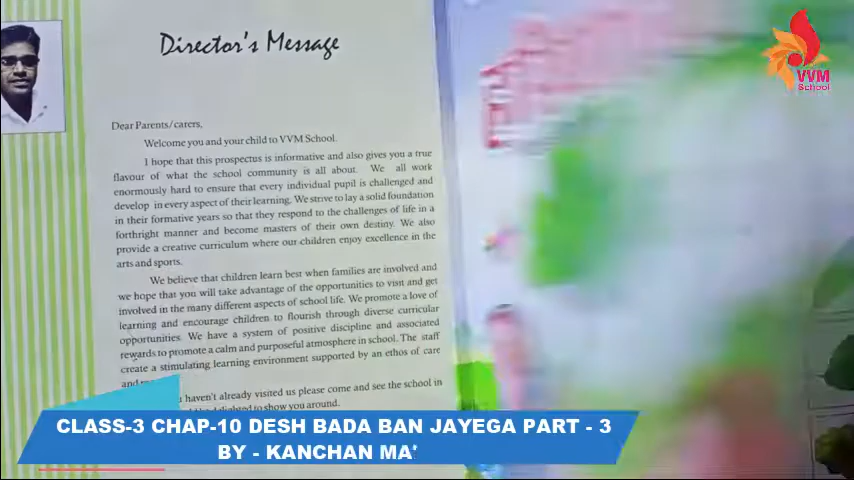 Director's Message
VVM
School
Dear Parents/carers,
Welcome you and your child to VVM School.
I hope that this prospectus is informative and also gives you a true
flavour of what the school community is all about. We all work
enormously hard to ensure that every individual pupil is challenged and
develop in every aspect of their learning. We strive to lay a solid foundation
in their formative years so that they respond to the challenges of life in a
forthright manner and become masters of their own destiny. We also
provide a creative curriculum where our children enjoy excellence in the
arts and sports.
We believe that children learn best when families are involved and
we hope that you will take advantage of the opportunities to visit and get
involved in the many different aspects of school life. We promote a love of
learning and encourage children to flourish through diverse curricular
opportunities. We have a system of positive discipline and associated
rewards to promote a calm and purposeful atmosphere in school. The staff
create a stimulating learning environment supported by an ethos of care
and
haven't already visited us please come and see the school in
delighted to show you around.
CLASS-3 CHAP-10 DESH BADA BAN JAYEGA PART - 3
BY - KANCHAN MA